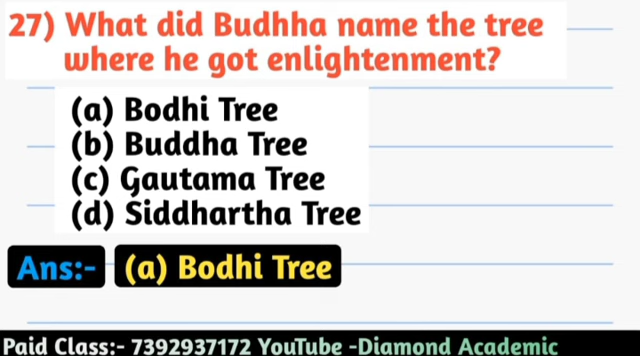 27) What did Budhha name the tree
where he got enlightenment?
(a) Bodhi Tree
(b) Buddha Tree
(c) Gautama Tree
(d) Siddhartha Tree
Ans:- (a) Bodhi Tree
Paid Class:- 7392937172 YouTube -Diamond Academic